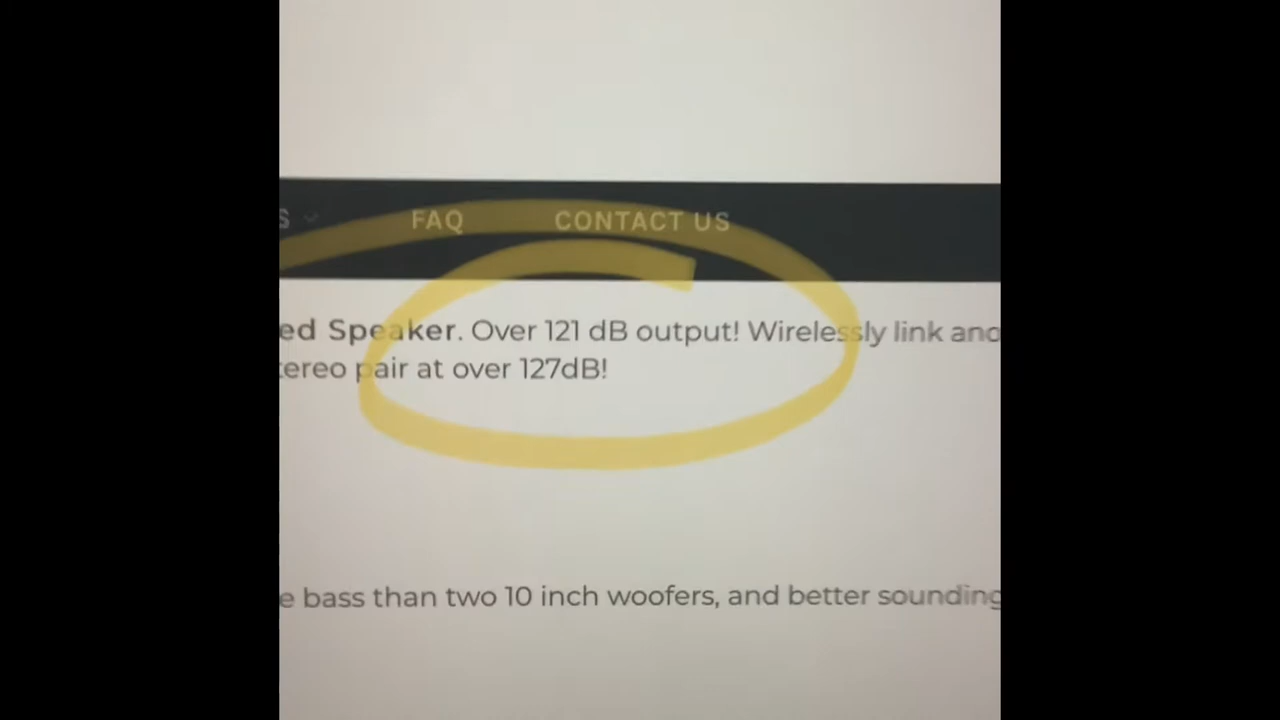 FAQ CONTACT US
ed Speaker. Over 121 dB output! Wirelessly link and
tereo pair at over 127dB!
e bass than two 10 inch woofers, and better sounding